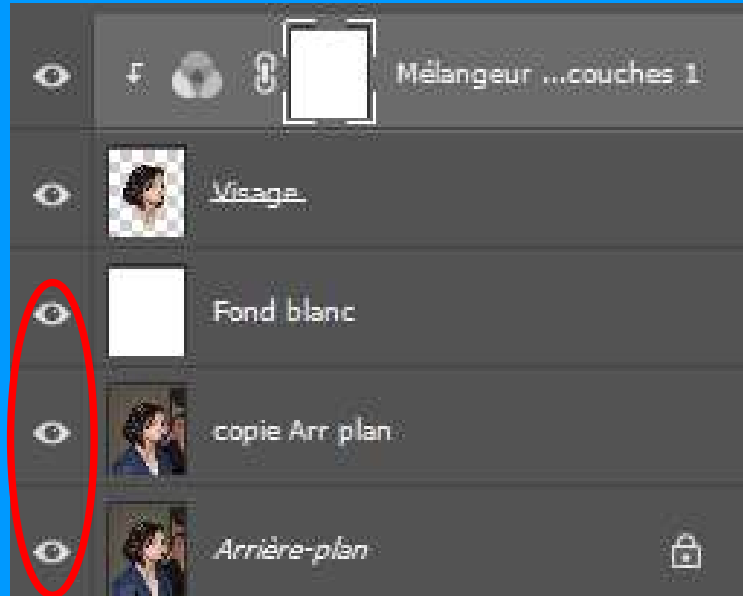 Mélangeur ...couches 1
Visage
Fond blanc
copie Arr plan
Arrière-plan